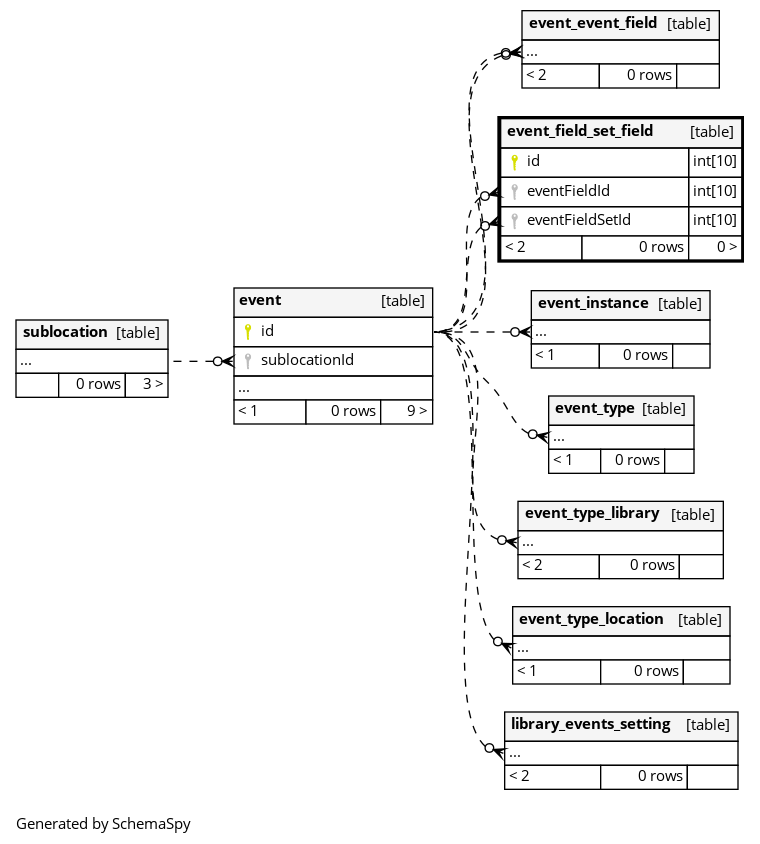 event_event_field [table]
...
< 2 0 rows
event_field_set_field [table]
id int[10]
eventFieldId int[10]
eventFieldSetId int[10]
< 2 0 rows 0 >
event_instance [table]
...
< 1 0 rows
event [table]
id
sublocationId
...
< 1 0 rows 9 >
sublocation [table]
...
0 rows 3 >
event_type [table]
...
< 1 0 rows
event_type_library [table]
...
< 2 0 rows
event_type_location [table]
...
< 1 0 rows
library_events_setting [table]
...
< 2 0 rows
Generated by SchemaSpy